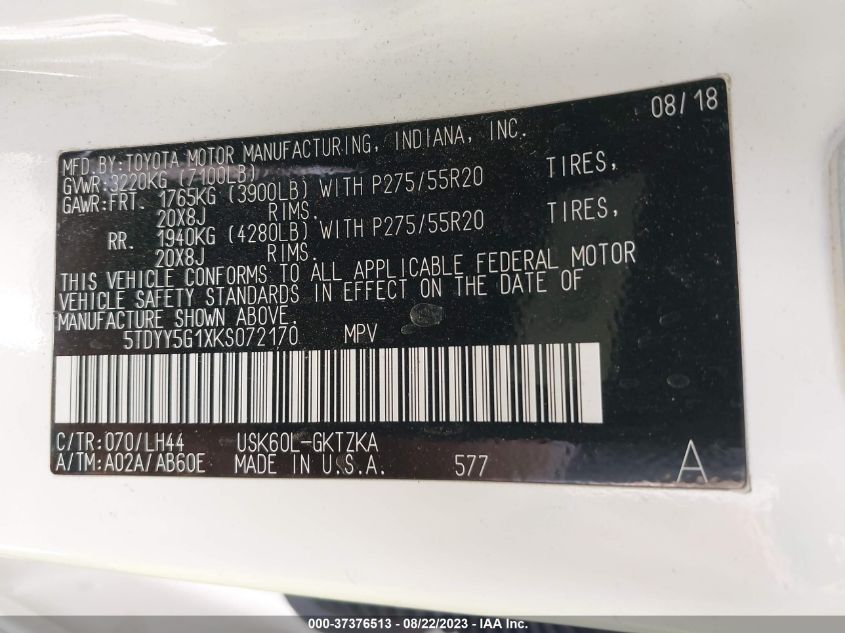 08/18
MFD.BY:TOYOTA MOTOR MANUFACTURING, INDIANA, INC.
GVWR:3220KG (7100LB)
GAWR:FRT. 1765KG (3900LB) WITH P275/55R20 TIRES,
20X8J RIMS.
RR. 1940KG (4280LB) WITH P275/55R20 TIRES,
20X8J RIMS.
THIS VEHICLE CONFORMS TO ALL APPLICABLE FEDERAL MOTOR
VEHICLE SAFETY STANDARDS IN EFFECT ON THE DATE OF
MANUFACTURE SHOWN ABOVE.
5TDYY5G1XKS072170 MPV
C/TR:070/LH44 USK60L-GKTZKA
A/TM:A02A/AB60E MADE IN U.S.A. 577 A
000-37376513 - 08/22/2023 - IAA Inc.